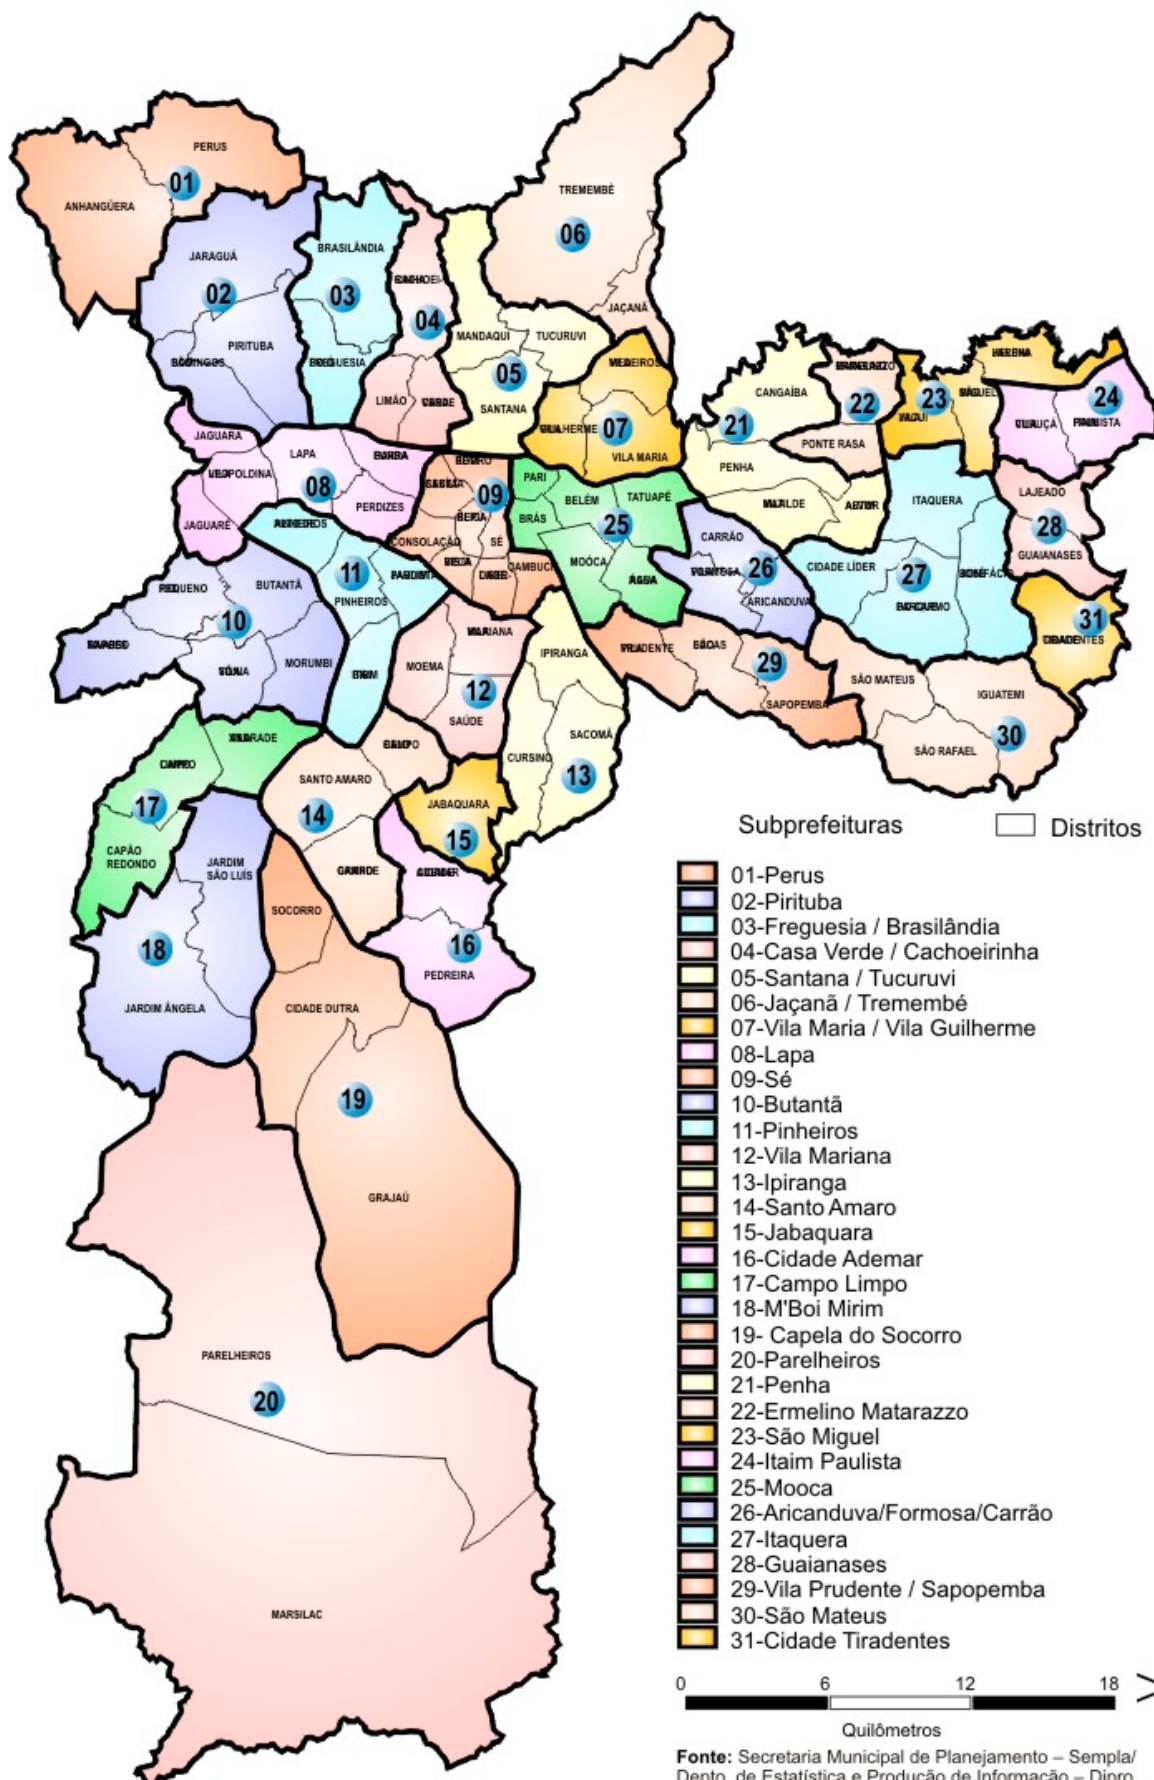 PERUS
01
ANHANGÜERA
TREMEMBÉ
06
JARAGUÁ
BRASILÂNDIA
02
03
04
JAÇANÃ
PIRITUBA
MANDAQUI
TUCURUVI
05
CANGAÍBA
22
23
24
LIMÃO
SANTANA
07
21
JAGUARA
PONTE RASA
LAPA
VILA MARIA
PENHA
08
09
PARI
BELÉM
TATUAPÉ
ITAQUERA
LAJEADO
PERDIZES
JAGUARÉ
BRÁS
25
28
CONSOLAÇÃO
SÉ
CARRÃO
GUAIANASES
MOÓCA
26
CIDADE LÍDER
27
BUTANTÃ
11
PINHEIROS
ARICANDUVA
10
31
IPIRANGA
MORUMBI
MOEMA
29
SÃO MATEUS
12
IGUATEMI
SAÚDE
SAPOPEMBA
SACOMÃ
30
CURSINO
SÃO RAFAEL
SANTO AMARO
13
17
14
JABAQUARA
15
CAPÃO
REDONDO
JARDIM
SÃO LUÍS
SOCORRO
18
16
PEDREIRA
JARDIM ÂNGELA
CIDADE DUTRA
19
GRAJAÚ
PARELHEIROS
20
MARSILAC
Subprefeituras
Distritos
01-Perus
02-Pirituba
03-Freguesia / Brasilândia
04-Casa Verde / Cachoeirinha
05-Santana / Tucuruvi
06-Jaçanã / Tremembé
07-Vila Maria / Vila Guilherme
08-Lapa
09-Sé
10-Butantã
11-Pinheiros
12-Vila Mariana
13-Ipiranga
14-Santo Amaro
15-Jabaquara
16-Cidade Ademar
17-Campo Limpo
18-M'Boi Mirim
19- Capela do Socorro
20-Parelheiros
21-Penha
22-Ermelino Matarazzo
23-São Miguel
24-Itaim Paulista
25-Mooca
26-Aricanduva/Formosa/Carrão
27-Itaquera
28-Guaianases
29-Vila Prudente / Sapopemba
30-São Mateus
31-Cidade Tiradentes
0 6 12 18
Quilômetros
Fonte: Secretaria Municipal de Planejamento – Sempla/
Depto. de Estatística e Produção de Informação – Dipro